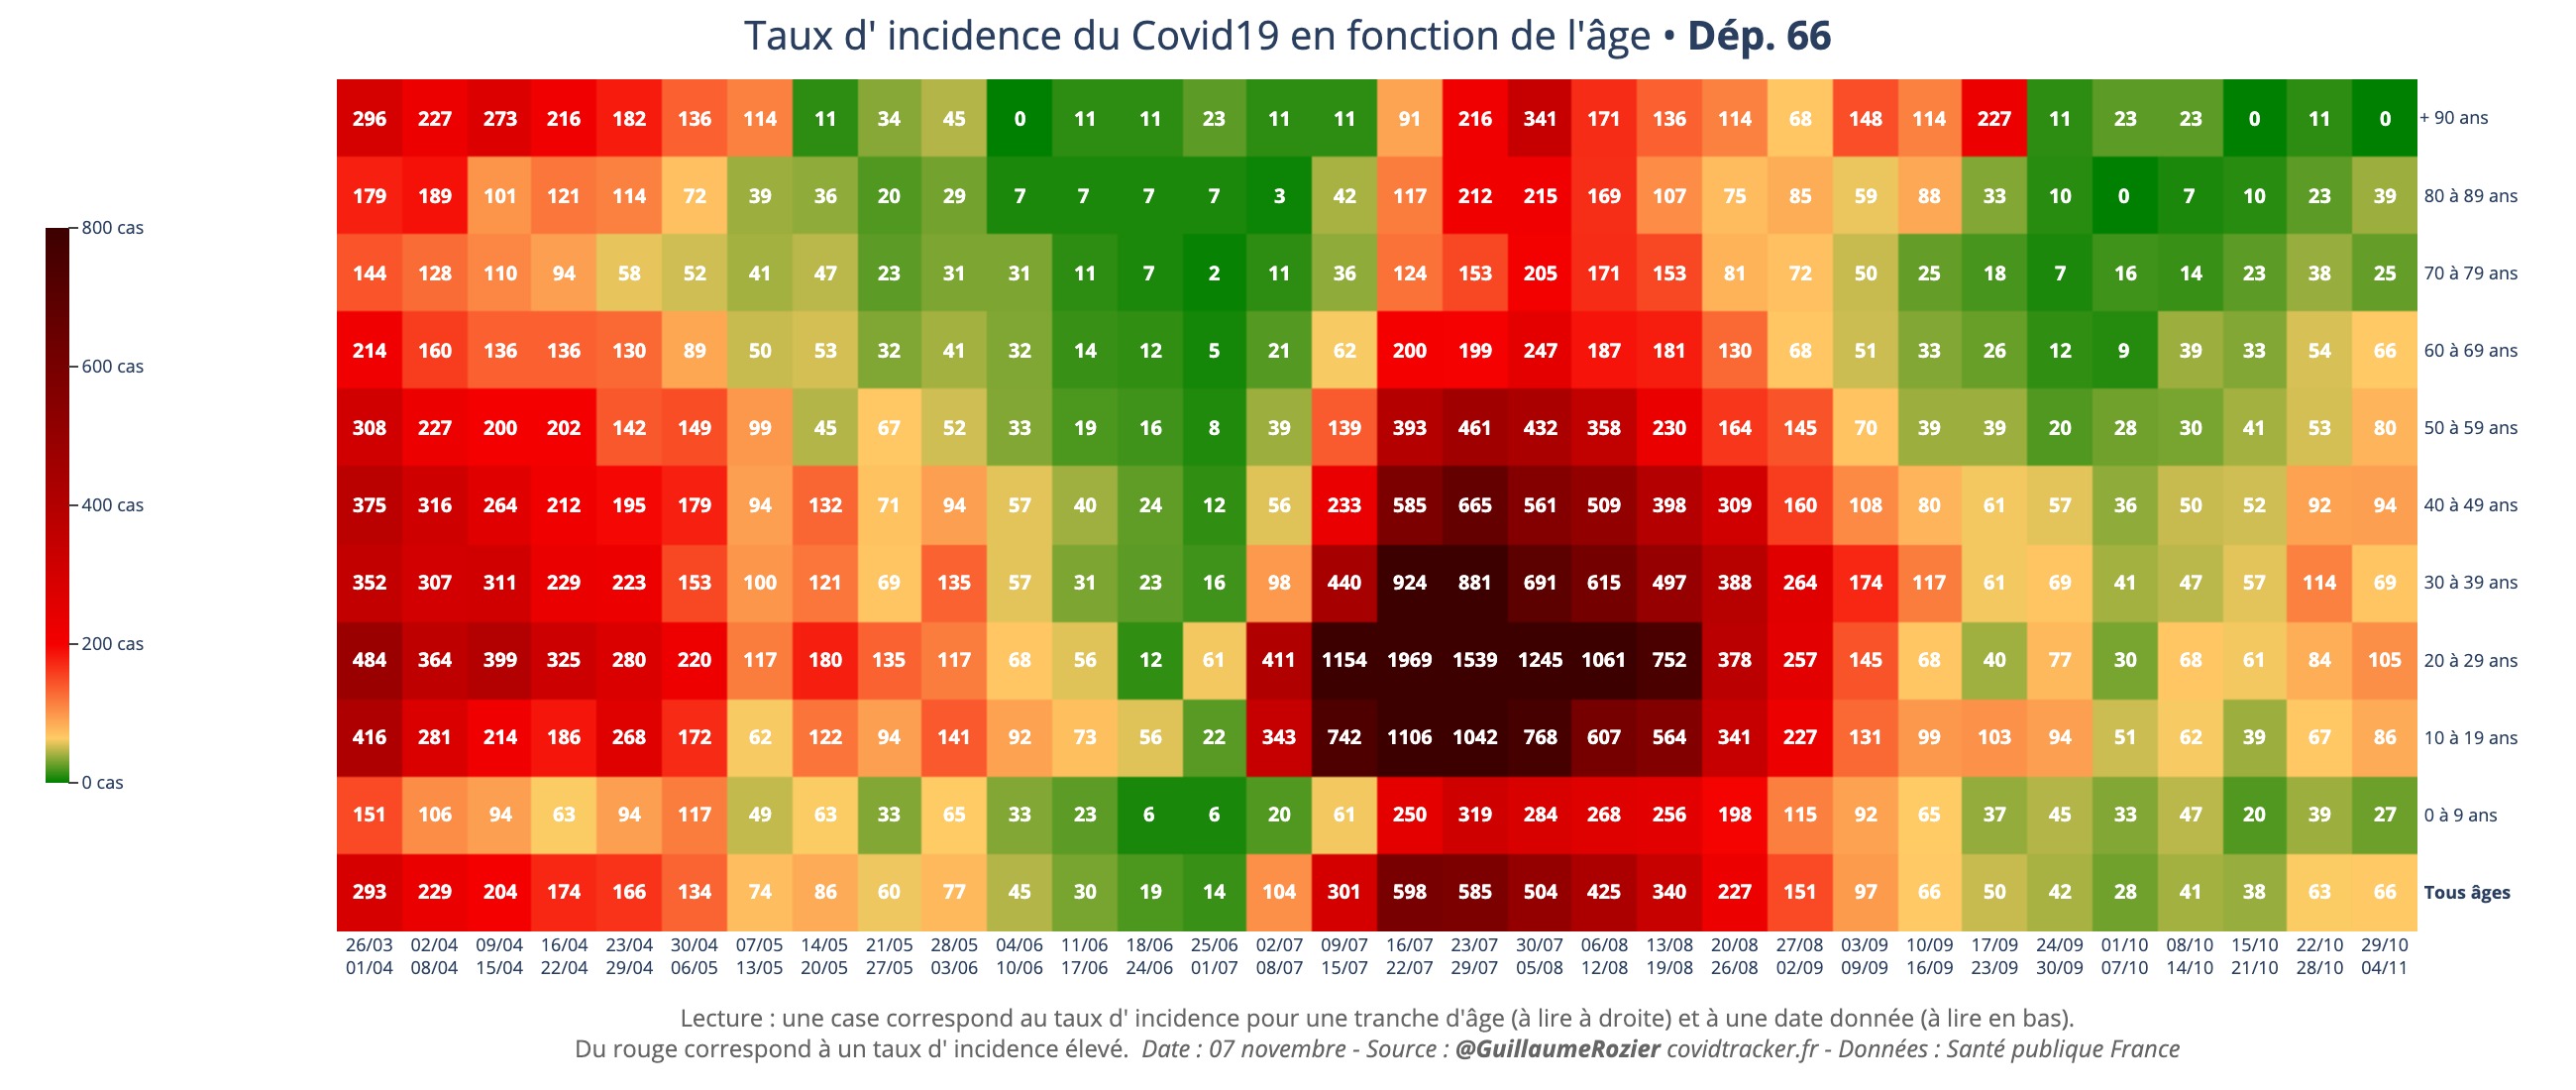 Taux d' incidence du Covid19 en fonction de l'âge • Dép. 66
296 227 273 216 182 136 114 11 34 45 0 11 11 23 11 11 91 216 341 171 136 114 68 148 114 227 11 23 23 0 11 0 + 90 ans
179 189 101 121 114 72 39 36 20 29 7 7 7 7 3 42 117 212 215 169 107 75 85 59 88 33 10 0 7 10 23 39 80 à 89 ans
800 cas
144 128 110 94 58 52 41 47 23 31 31 11 7 2 11 36 124 153 205 171 153 81 72 50 25 18 7 16 14 23 38 25 70 à 79 ans
214 160 136 136 130 89 50 53 32 41 32 14 12 5 21 62 200 199 247 187 181 130 68 51 33 26 12 9 39 33 54 66 60 à 69 ans
600 cas
308 227 200 202 142 149 99 45 67 52 33 19 16 8 39 139 393 461 432 358 230 164 145 70 39 39 20 28 30 41 53 80 50 à 59 ans
400 cas
375 316 264 212 195 179 94 132 71 94 57 40 24 12 56 233 585 665 561 509 398 309 160 108 80 61 57 36 50 52 92 94 40 à 49 ans
352 307 311 229 223 153 100 121 69 135 57 31 23 16 98 440 924 881 691 615 497 388 264 174 117 61 69 41 47 57 114 69 30 à 39 ans
200 cas
484 364 399 325 280 220 117 180 135 117 68 56 12 61 411 1154 1969 1539 1245 1061 752 378 257 145 68 40 77 30 68 61 84 105 20 à 29 ans
416 281 214 186 268 172 62 122 94 141 92 73 56 22 343 742 1106 1042 768 607 564 341 227 131 99 103 94 51 62 39 67 86 10 à 19 ans
0 cas
151 106 94 63 94 117 49 63 33 65 33 23 6 6 20 61 250 319 284 268 256 198 115 92 65 37 45 33 47 20 39 27 0 à 9 ans
293 229 204 174 166 134 74 86 60 77 45 30 19 14 104 301 598 585 504 425 340 227 151 97 66 50 42 28 41 38 63 66 Tous âges
26/03 02/04 09/04 16/04 23/04 30/04 07/05 14/05 21/05 28/05 04/06 11/06 18/06 25/06 02/07 09/07 16/07 23/07 30/07 06/08 13/08 20/08 27/08 03/09 10/09 17/09 24/09 01/10 08/10 15/10 22/10 29/10
01/04 08/04 15/04 22/04 29/04 06/05 13/05 20/05 27/05 03/06 10/06 17/06 24/06 01/07 08/07 15/07 22/07 29/07 05/08 12/08 19/08 26/08 02/09 09/09 16/09 23/09 30/09 07/10 14/10 21/10 28/10 04/11
Lecture : une case correspond au taux d' incidence pour une tranche d'âge (à lire à droite) et à une date donnée (à lire en bas).
Du rouge correspond à un taux d' incidence élevé. Date : 07 novembre - Source : @GuillaumeRozier covidtracker.fr - Données : Santé publique France